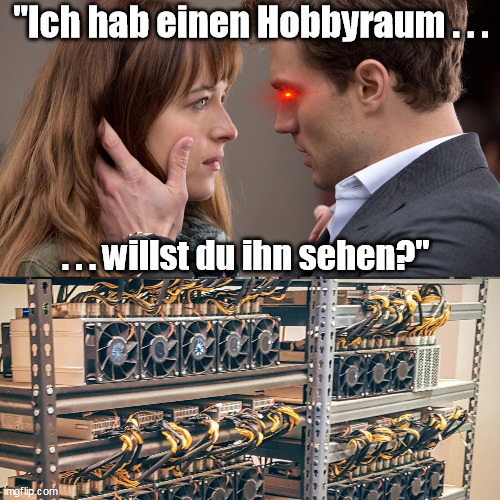 "Ich hab einen Hobbyraum . . .
. . . willst du ihn sehen?"
imgflip.com